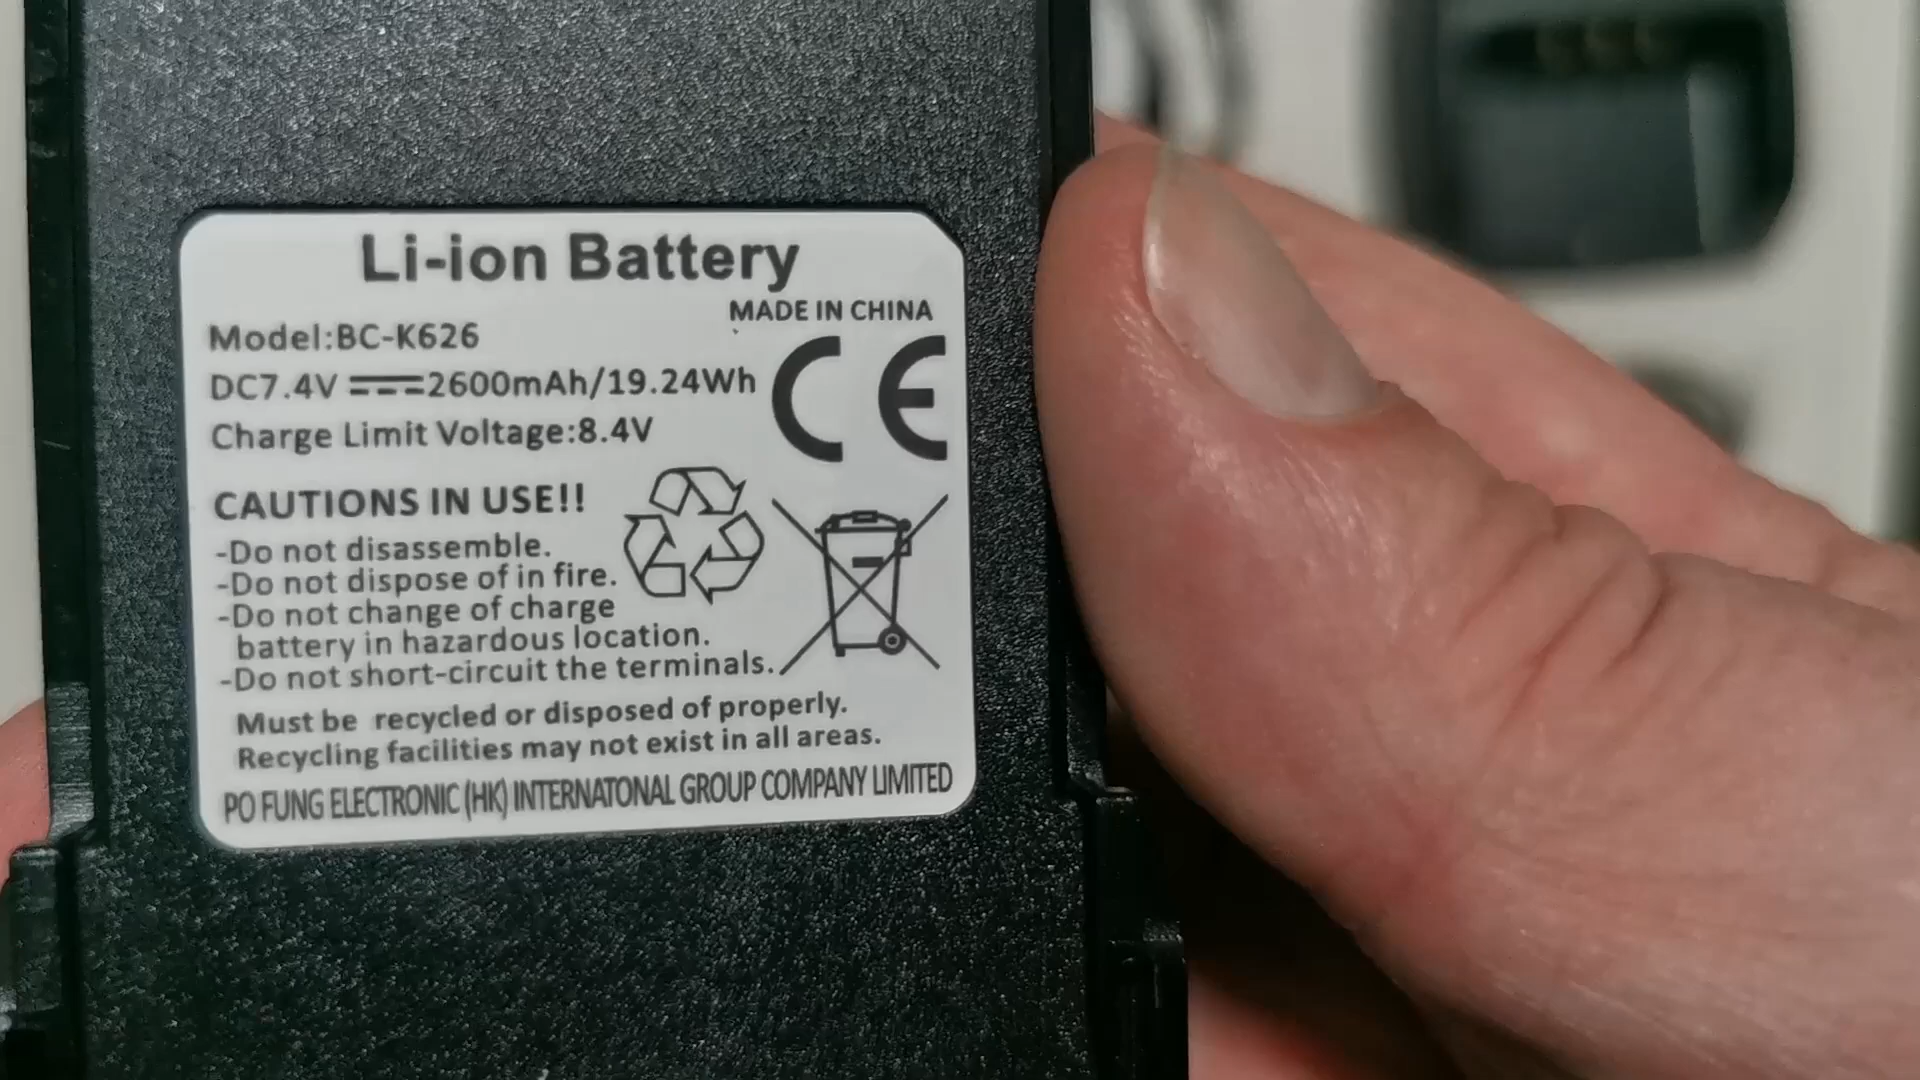 Li-ion Battery
MADE IN CHINA
Model:BC-K626
DC7.4V 2600mAh/19.24Wh
Charge Limit Voltage:8.4V
CE
CAUTIONS IN USE!!
-Do not disassemble.
-Do not dispose of in fire.
-Do not change of charge
battery in hazardous location.
-Do not short-circuit the terminals.
Must be recycled or disposed of properly.
Recycling facilities may not exist in all areas.
PO FUNG ELECTRONIC (HK) INTERNATONAL GROUP COMPANY LIMITED